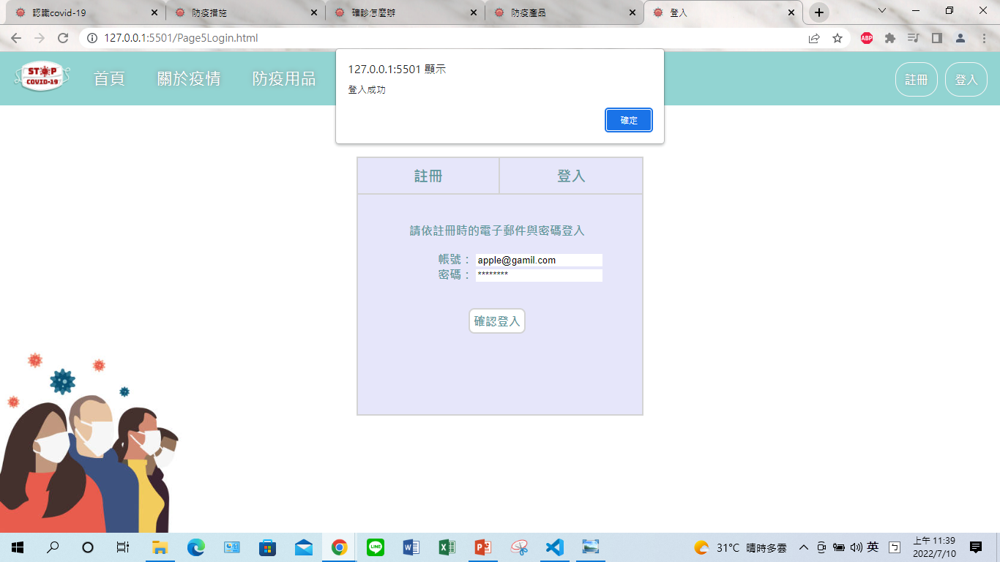 認識covid-19
防疫措施
確診怎麼辦
防疫產品
登入
127.0.0.1:5501/Page5Login.html
ABP
STOP
COVID-19
首頁
關於疫情
防疫用品
註冊
登入
127.0.0.1:5501 顯示
登入成功
確定
註冊
登入
請依註冊時的電子郵件與密碼登入
帳號： apple@gamil.com
密碼： ********
確認登入
LINE
31°C 晴時多雲
英
上午 11:39
2022/7/10